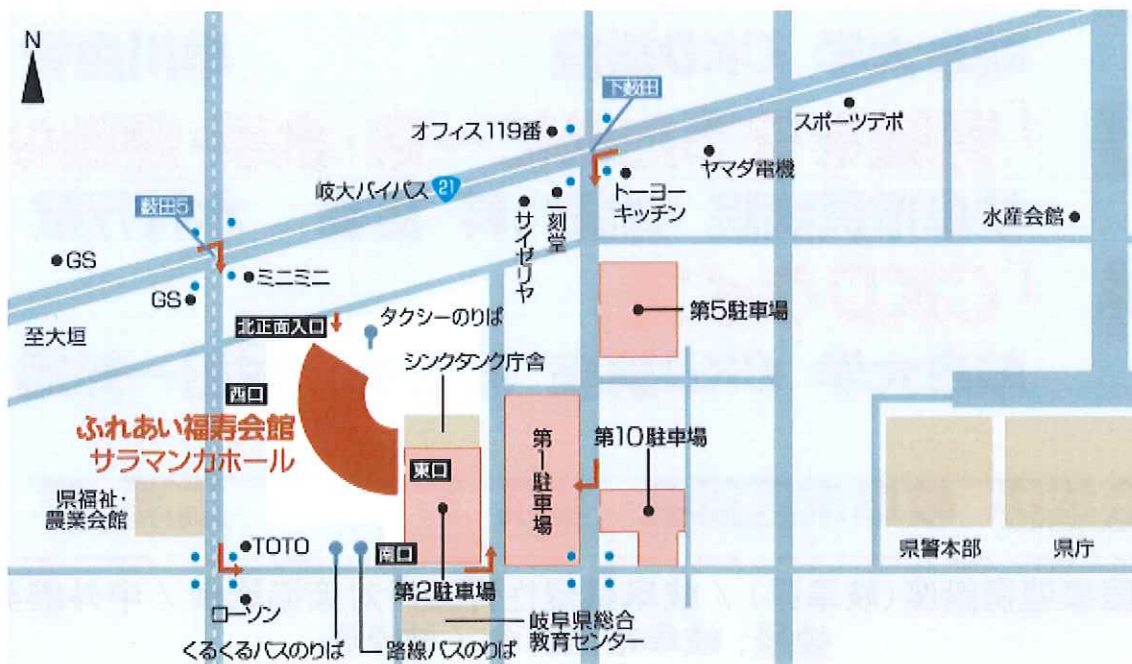 N
下薮田
スポーツデポ
オフィス119番
ヤマダ電機
岐大バイパス 21
トーヨー
キッチン
一刻堂
サイゼリヤ
薮田5
水産会館
GS
ミニミニ
GS
タクシーのりば
第5駐車場
至大垣
北正面入口
シンクタンク庁舎
西口
ふれあい福寿会館
サラマンカホール
第10駐車場
第1駐車場
東口
県福祉・
農業会館
TOTO
南口
県警本部
県庁
第2駐車場
ローソン
岐阜県総合
教育センター
くるくるバスのりば
路線バスのりば